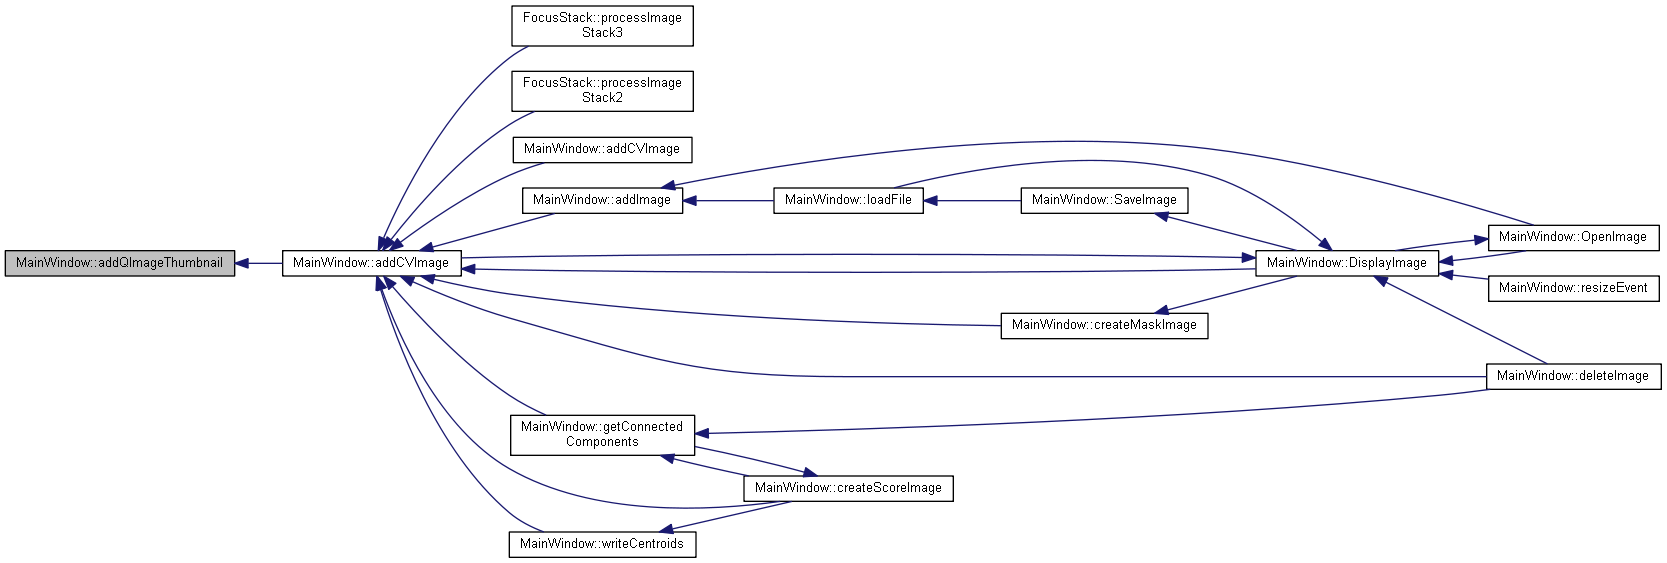 FocusStack::processImage
Stack3
FocusStack::processImage
Stack2
MainWindow::addCVImage
MainWindow::addImage
MainWindow::loadFile
MainWindow::SaveImage
MainWindow::OpenImage
MainWindow::addQImageThumbnail
MainWindow::addCVImage
MainWindow::DisplayImage
MainWindow::resizeEvent
MainWindow::createMaskImage
MainWindow::deleteImage
MainWindow::getConnected
Components
MainWindow::createScoreImage
MainWindow::writeCentroids